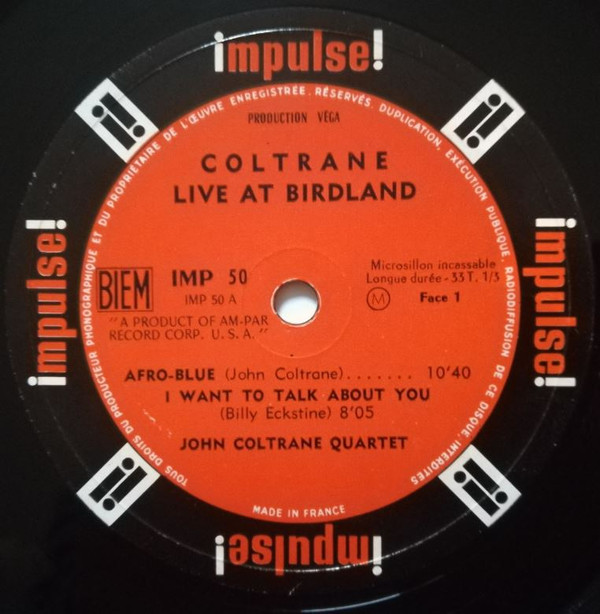 impulse!
impulse!
impulse!
impulse!
TOUS DROITS DU PRODUCTEUR PHONOGRAPHIQUE ET DU PROPRIÉTAIRE DE L'ŒUVRE ENREGISTRÉE. RÉSERVÉS. DUPLICATION, EXÉCUTION PUBLIQUE, RADIODIFFUSION DE CE DISQUE, INTERDITES
PRODUCTION VÉGA
COLTRANE
LIVE AT BIRDLAND
BIEM
IMP 50
IMP 50 A
"A PRODUCT OF AM-PAR
RECORD CORP. U.S.A."
Microsillon incassable
Longue durée - 33 T. 1/3
M Face 1
AFRO-BLUE (John Coltrane)....... 10'40
I WANT TO TALK ABOUT YOU
(Billy Eckstine) 8'05
JOHN COLTRANE QUARTET
MADE IN FRANCE